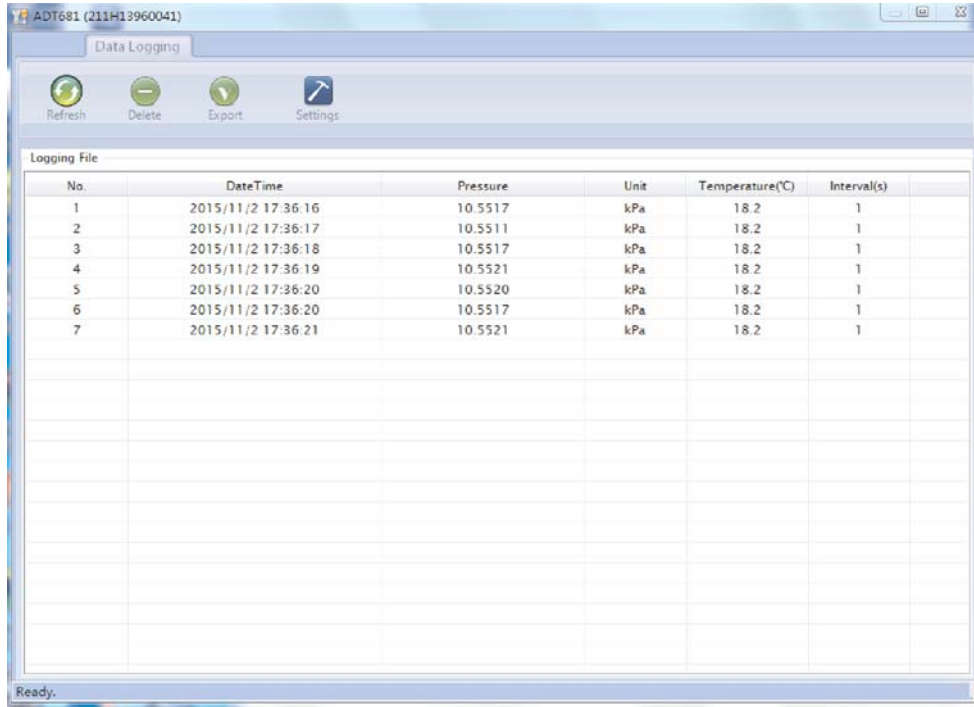 ADT681 (211H13960041)
Data Logging
Refresh Delete Export Settings
Logging File
No. DateTime Pressure Unit Temperature(℃) Interval(s)
1 2015/11/2 17:36:16 10.5517 kPa 18.2 1
2 2015/11/2 17:36:17 10.5511 kPa 18.2 1
3 2015/11/2 17:36:18 10.5517 kPa 18.2 1
4 2015/11/2 17:36:19 10.5521 kPa 18.2 1
5 2015/11/2 17:36:20 10.5520 kPa 18.2 1
6 2015/11/2 17:36:20 10.5517 kPa 18.2 1
7 2015/11/2 17:36:21 10.5521 kPa 18.2 1
Ready.